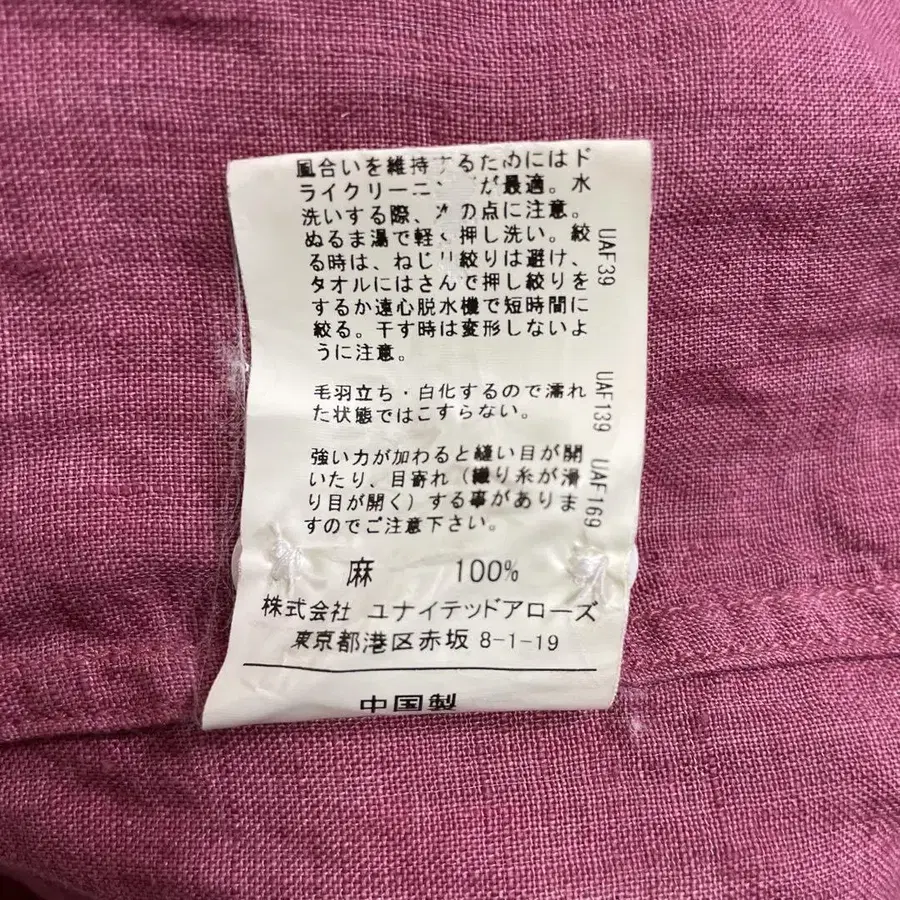 風合いを維持するためにはド
ライクリーニングが最適。水
洗いする際、次の点に注意。
ぬるま湯で軽く押し洗い。絞
る時は、ねじり絞りは避け、
タオルにはさんで押し絞りを
するか遠心脱水機で短時間に
絞る。干す時は変形しないよ
うに注意。
毛羽立ち・白化するので濡れ
た状態ではこすらない。
強い力が加わると縫い目が開
いたり、目寄れ（織り糸が滑
り目が開く）する事がありま
すのでご注意下さい。
麻 100%
株式会社 ユナイテッドアローズ
東京都港区赤坂 8-1-19
中国製
UAF39
UAF139
UAF169